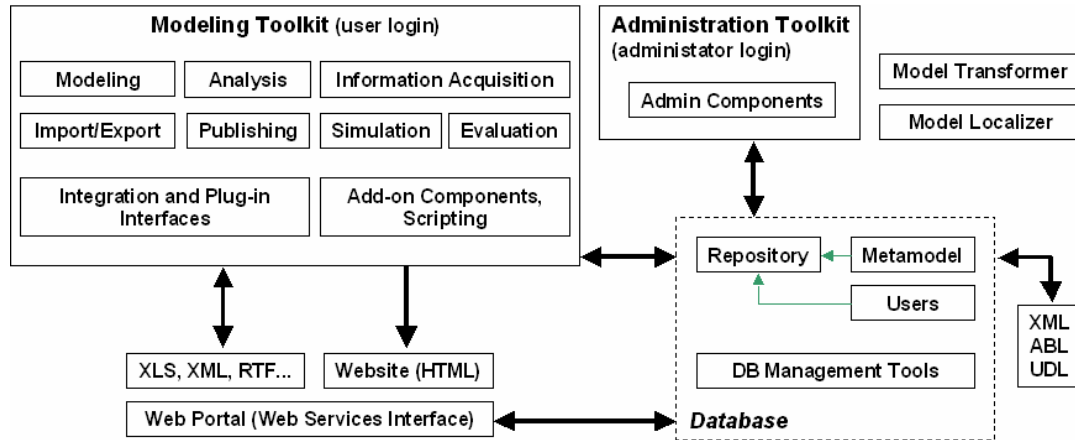 Modeling Toolkit (user login)
Modeling
Analysis
Information Acquisition
Import/Export
Publishing
Simulation
Evaluation
Integration and Plug-in
Interfaces
Add-on Components,
Scripting
Administration Toolkit
(administator login)
Admin Components
Model Transformer
Model Localizer
Repository
Metamodel
Users
DB Management Tools
Database
XML
ABL
UDL
XLS, XML, RTF...
Website (HTML)
Web Portal (Web Services Interface)